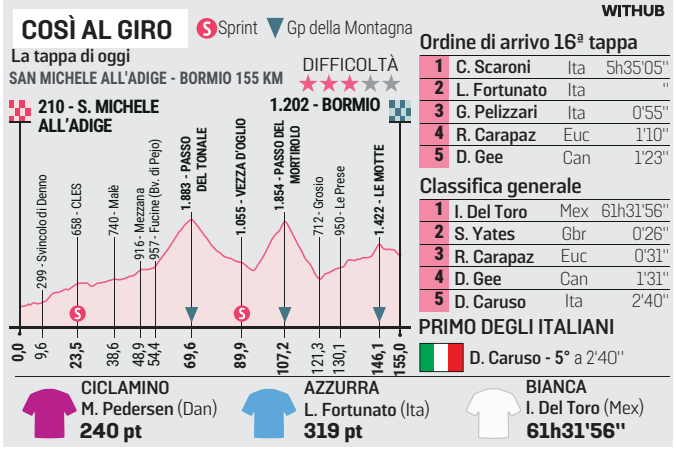 WITHUB
COSÌ AL GIRO
S Sprint Gp della Montagna
La tappa di oggi
SAN MICHELE ALL'ADIGE - BORMIO 155 KM
DIFFICOLTÀ
210 - S. MICHELE
ALL'ADIGE
1.202 - BORMIO
299 - Svincolo di Denno
658 - CLES
740 - Malè
916 - Mezzana
957 - Fucine (Bv. di Pejo)
1.883 - PASSO
DEL TONALE
1.055 - VEZZA D'OGLIO
1.854 - PASSO DEL
MORTIROLO
712 - Grosio
950 - Le Prese
1.422 - LE MOTTE
S
S
0,0
9,6
23,5
38,6
48,9
54,4
69,6
89,9
107,2
121,3
130,1
146,1
155,0
Ordine di arrivo 16ª tappa
1 C. Scaroni Ita 5h35'05"
2 L. Fortunato Ita "
3 G. Pelizzari Ita 0'55"
4 R. Carapaz Euc 1'10"
5 D. Gee Can 1'23"
Classifica generale
1 I. Del Toro Mex 61h31'56"
2 S. Yates Gbr 0'26"
3 R. Carapaz Euc 0'31"
4 D. Gee Can 1'31"
5 D. Caruso Ita 2'40"
PRIMO DEGLI ITALIANI
D. Caruso - 5° a 2'40"
CICLAMINO
M. Pedersen (Dan)
240 pt
AZZURRA
L. Fortunato (Ita)
319 pt
BIANCA
I. Del Toro (Mex)
61h31'56"